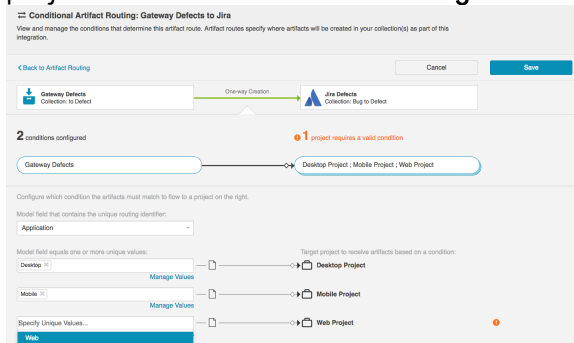 Conditional Artifact Routing: Gateway Defects to Jira
View and manage the conditions that determine this artifact route. Artifact routes specify where artifacts will be created in your collection(s) as part of this
integration.
Back to Artifact Routing
Cancel
Save
Gateway Defects
Collection: to Defect
One-way Creation
Jira Defects
Collection: Bug to Defect
2 conditions configured
1 project requires a valid condition
Gateway Defects
Desktop Project ; Mobile Project ; Web Project
Configure which condition the artifacts must match to flow to a project on the right.
Model field that contains the unique routing identifier:
Application
Model field equals one or more unique values:
Target project to receive artifacts based on a condition:
Desktop ×
Desktop Project
Manage Values
Mobile ×
Mobile Project
Manage Values
Specify Unique Values...
Web Project
Web